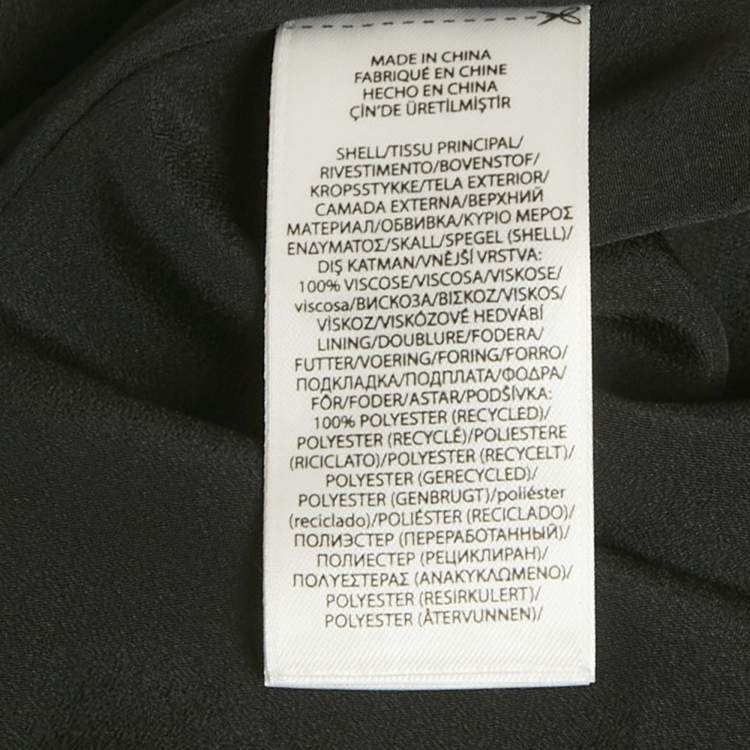 MADE IN CHINA
FABRIQUÉ EN CHINE
HECHO EN CHINA
ÇİN'DE ÜRETİLMİŞTİR
SHELL/TISSU PRINCIPAL/
RIVESTIMENTO/BOVENSTOF/
KROPSSTYKKE/TELA EXTERIOR/
CAMADA EXTERNA/ВЕРХНИЙ
МАТЕРИАЛ/ОБВИВКА/ΚΥΡΙΟ ΜΕΡΟΣ
ΕΝΔΥΜΑΤΟΣ/SKALL/SPEGEL (SHELL)/
DIŞ KATMAN/VNĚJŠÍ VRSTVA:
100% VISCOSE/VISCOSA/VISKOSE/
viscosa/ВИСКОЗА/ΒΙΣΚΟΖ/VISKOS/
VİSKOZ/VISKÓZOVÉ HEDVÁBÍ
LINING/DOUBLURE/FODERA/
FUTTER/VOERING/FORING/FORRO/
ПОДКЛАДКА/ПОДПЛАТА/ΦΟΔΡΑ/
FÔR/FODER/ASTAR/PODŠÍVKA:
100% POLYESTER (RECYCLED)/
POLYESTER (RECYCLÉ)/POLIESTERE
(RICICLATO)/POLYESTER (RECYCELT)/
POLYESTER (GERECYCLED)/
POLYESTER (GENBRUGT)/poliéster
(reciclado)/POLIÉSTER (RECICLADO)/
ПОЛИЭСТЕР (ПЕРЕРАБОТАННЫЙ)/
ПОЛИЕСТЕР (РЕЦИКЛИРАН)/
ΠΟΛΥΕΣΤΕΡΑΣ (ΑΝΑΚΥΚΛΩΜΕΝΟ)/
POLYESTER (RESIRKULERT)/
POLYESTER (ÅTERVUNNEN)/